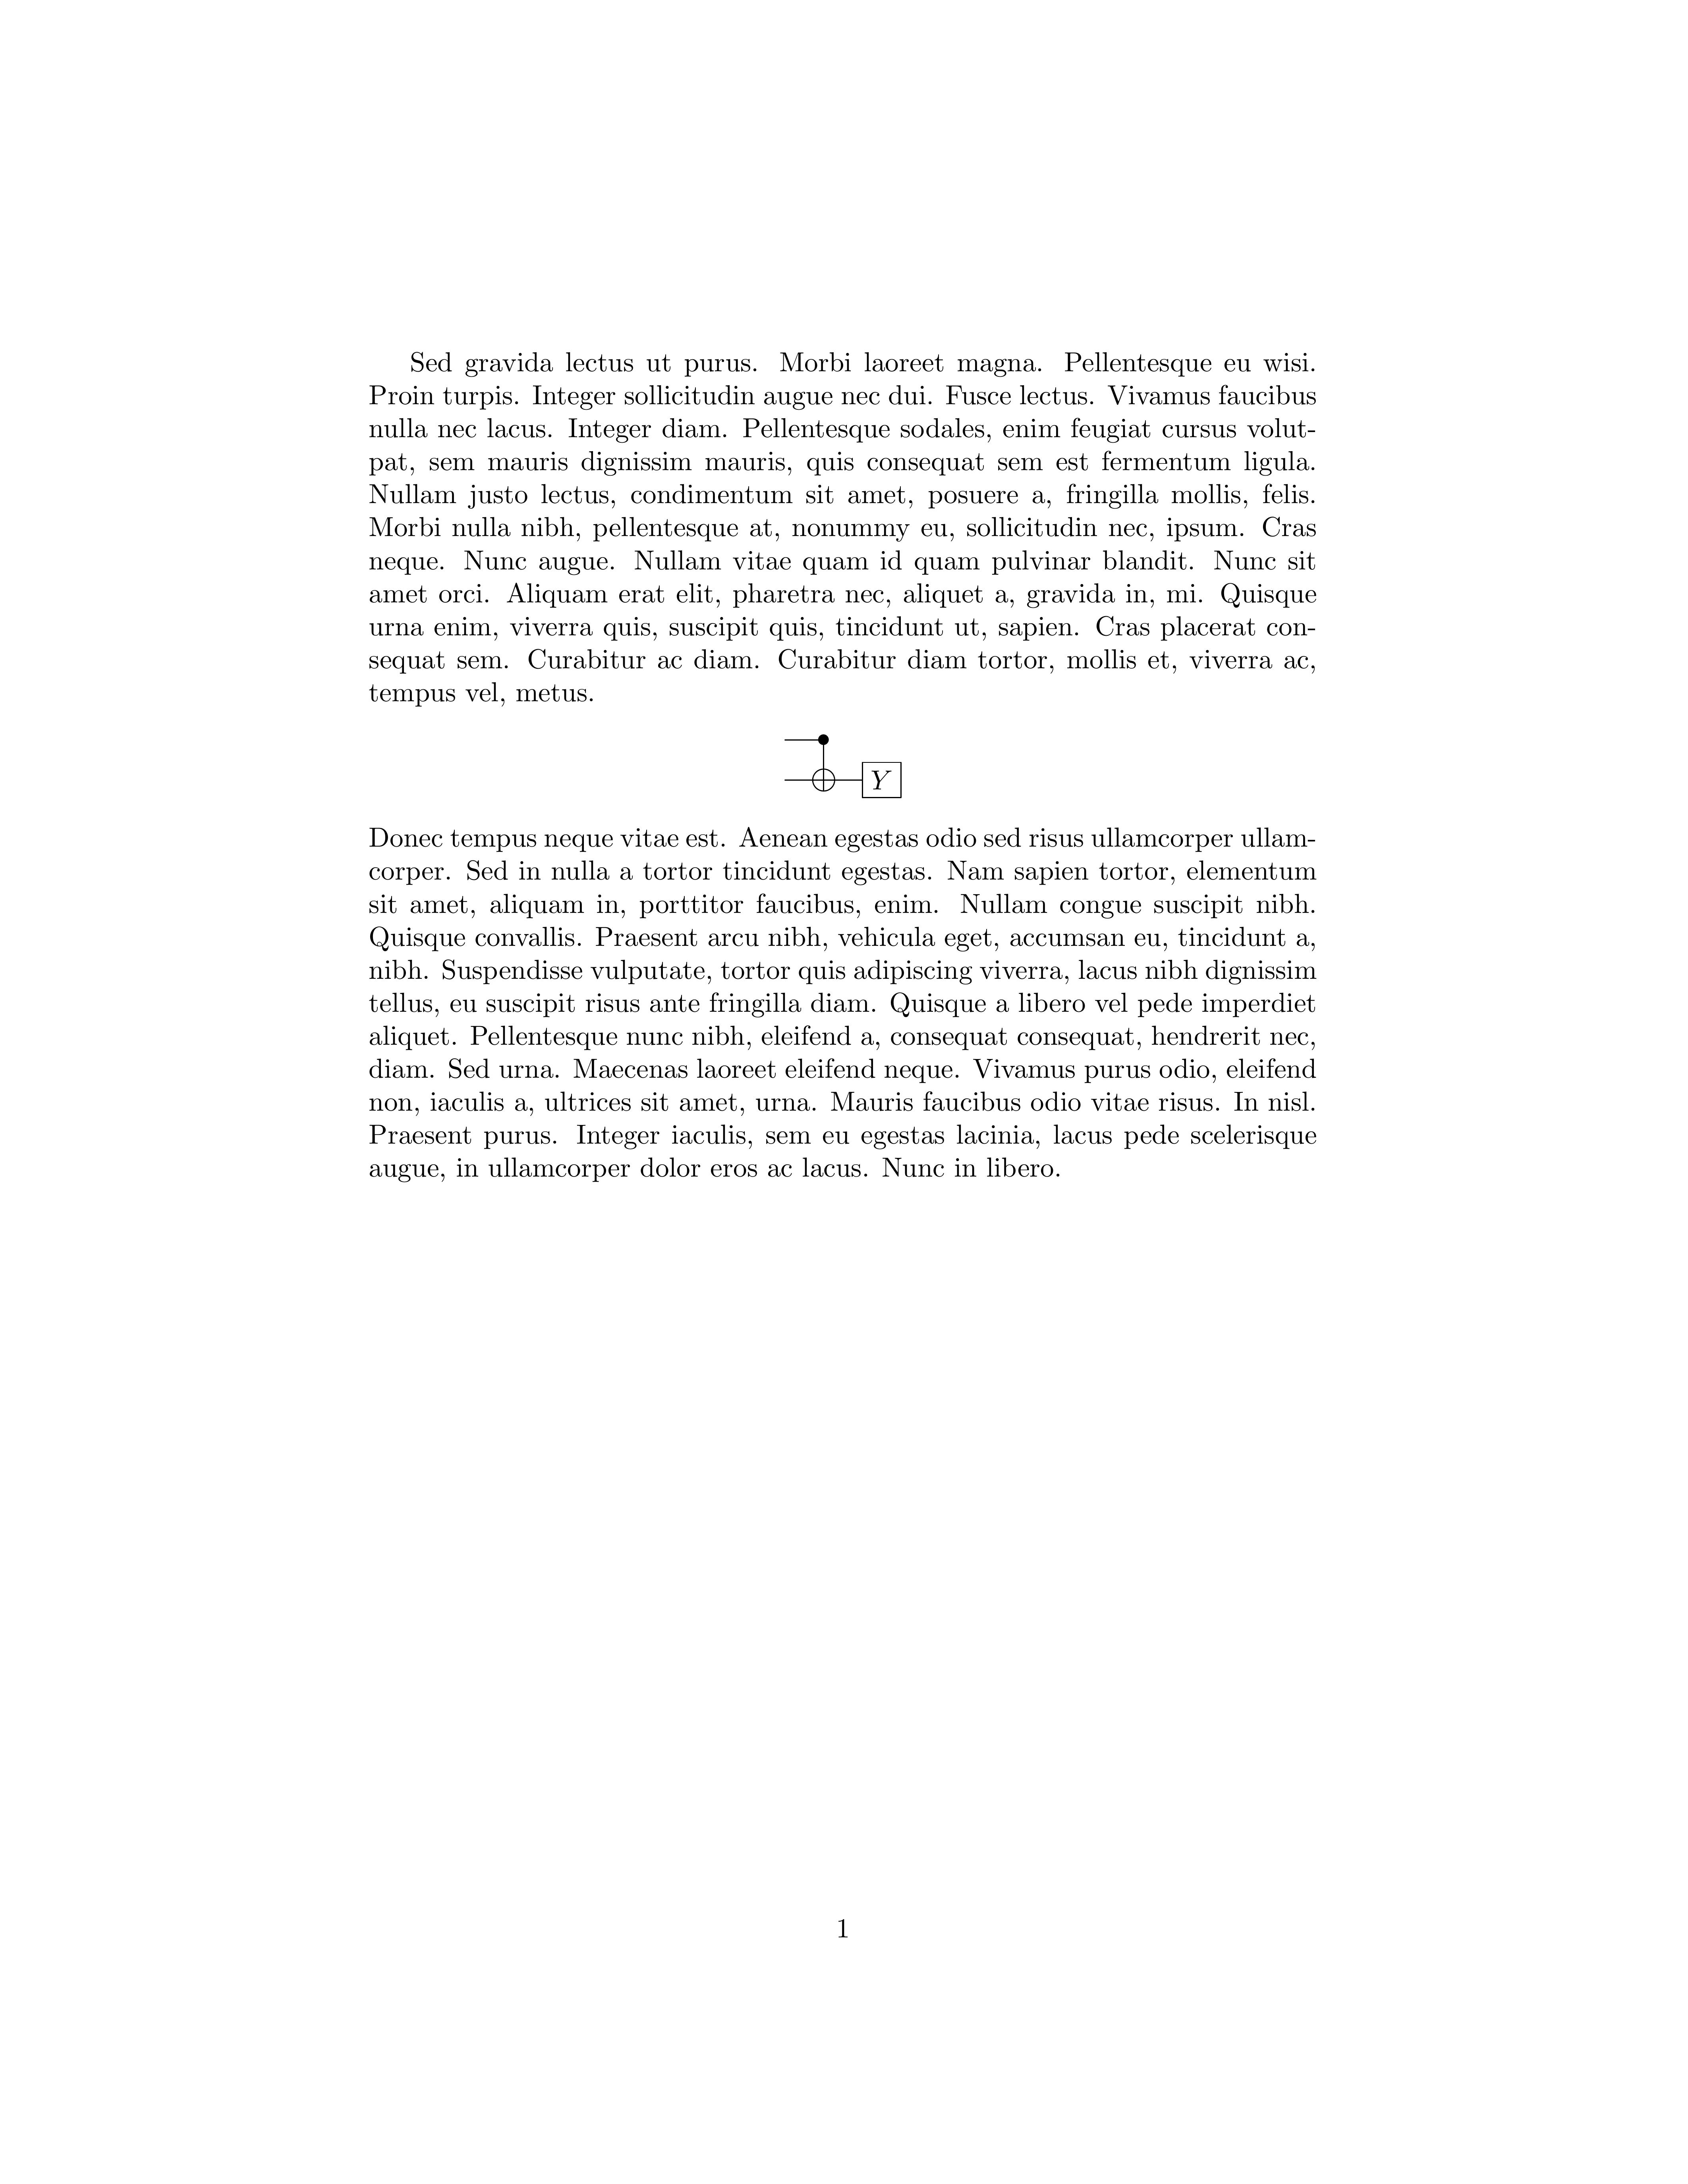 Sed gravida lectus ut purus. Morbi laoreet magna. Pellentesque eu wisi.
Proin turpis. Integer sollicitudin augue nec dui. Fusce lectus. Vivamus faucibus
nulla nec lacus. Integer diam. Pellentesque sodales, enim feugiat cursus volut-
pat, sem mauris dignissim mauris, quis consequat sem est fermentum ligula.
Nullam justo lectus, condimentum sit amet, posuere a, fringilla mollis, felis.
Morbi nulla nibh, pellentesque at, nonummy eu, sollicitudin nec, ipsum. Cras
neque. Nunc augue. Nullam vitae quam id quam pulvinar blandit. Nunc sit
amet orci. Aliquam erat elit, pharetra nec, aliquet a, gravida in, mi. Quisque
urna enim, viverra quis, suscipit quis, tincidunt ut, sapien. Cras placerat con-
sequat sem. Curabitur ac diam. Curabitur diam tortor, mollis et, viverra ac,
tempus vel, metus.
Y
Donec tempus neque vitae est. Aenean egestas odio sed risus ullamcorper ullam-
corper. Sed in nulla a tortor tincidunt egestas. Nam sapien tortor, elementum
sit amet, aliquam in, porttitor faucibus, enim. Nullam congue suscipit nibh.
Quisque convallis. Praesent arcu nibh, vehicula eget, accumsan eu, tincidunt a,
nibh. Suspendisse vulputate, tortor quis adipiscing viverra, lacus nibh dignissim
tellus, eu suscipit risus ante fringilla diam. Quisque a libero vel pede imperdiet
aliquet. Pellentesque nunc nibh, eleifend a, consequat consequat, hendrerit nec,
diam. Sed urna. Maecenas laoreet eleifend neque. Vivamus purus odio, eleifend
non, iaculis a, ultrices sit amet, urna. Mauris faucibus odio vitae risus. In nisl.
Praesent purus. Integer iaculis, sem eu egestas lacinia, lacus pede scelerisque
augue, in ullamcorper dolor eros ac lacus. Nunc in libero.
1